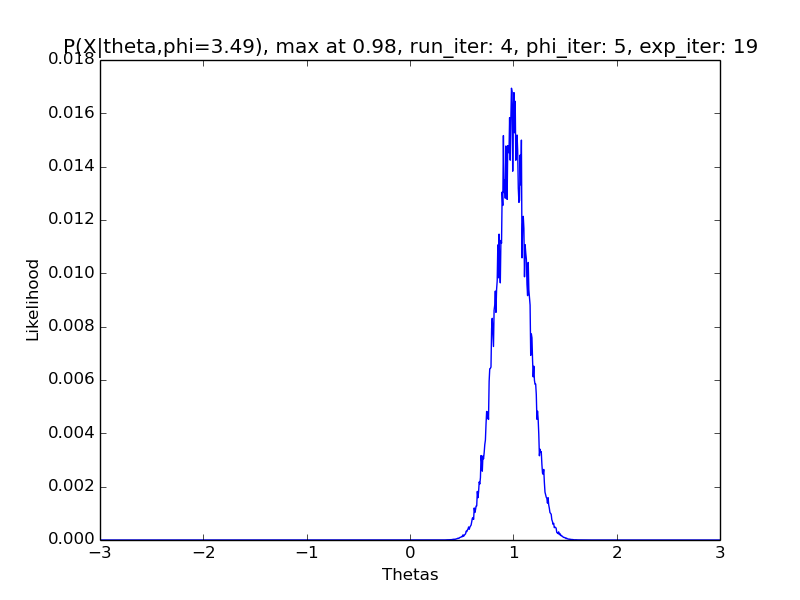 P(X|theta,phi=3.49), max at 0.98, run_iter: 4, phi_iter: 5, exp_iter: 19
0.018
0.016
0.014
0.012
0.010
0.008
0.006
0.004
0.002
0.000
Likelihood
−3 −2 −1 0 1 2 3
Thetas